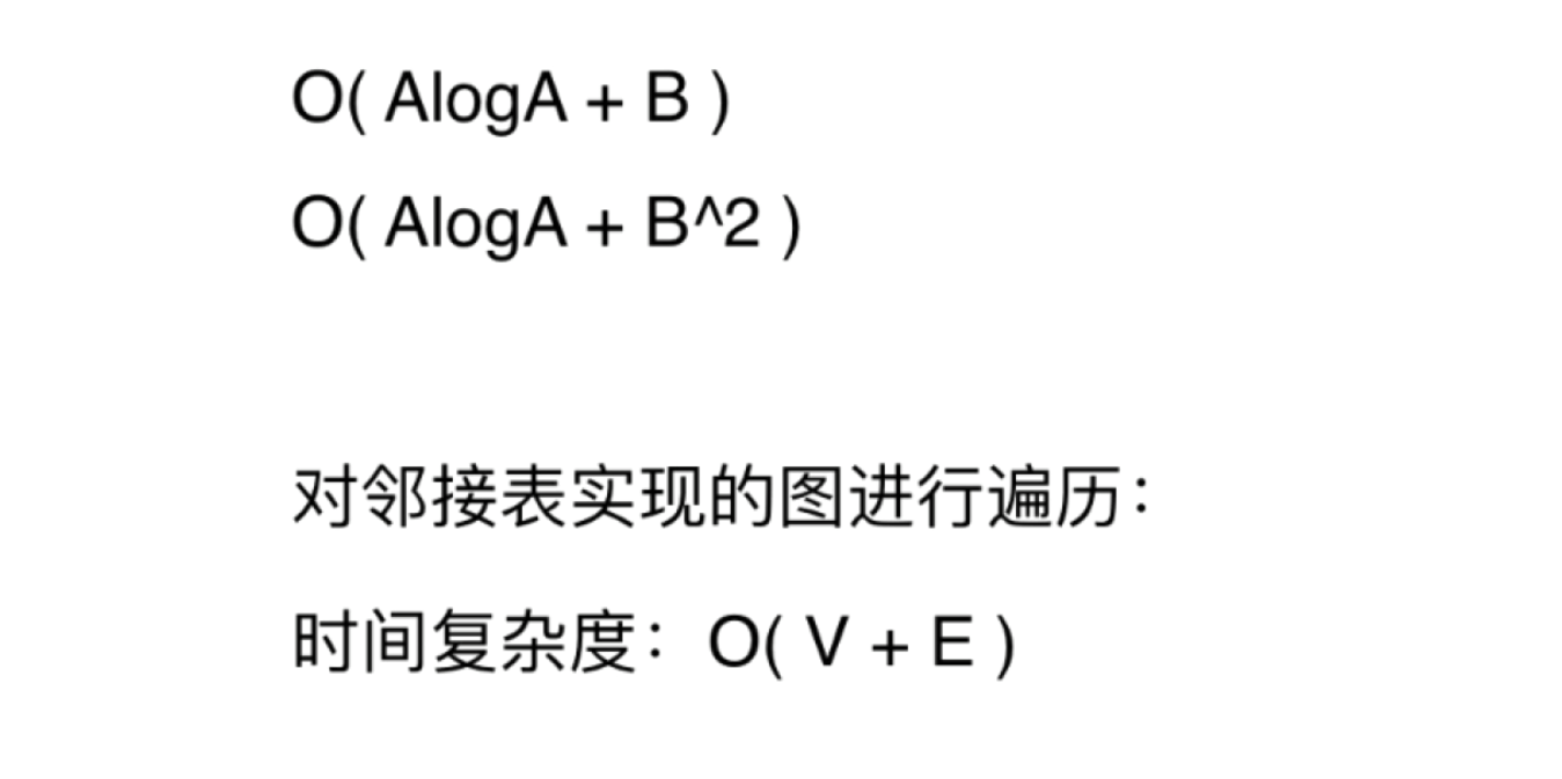 O( AlogA + B )
O( AlogA + B^2 )
对邻接表实现的图进行遍历：
时间复杂度：O( V + E )